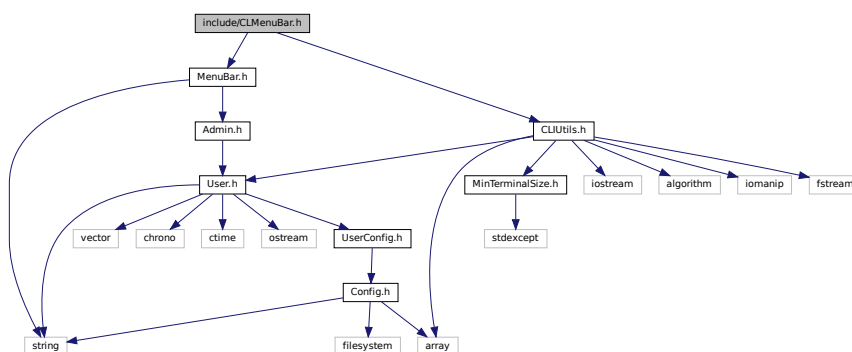 include/CLMenuBar.h
MenuBar.h
Admin.h
CLIUtils.h
User.h
MinTerminalSize.h
iostream
algorithm
iomanip
fstream
vector
chrono
ctime
ostream
UserConfig.h
stdexcept
Config.h
string
filesystem
array